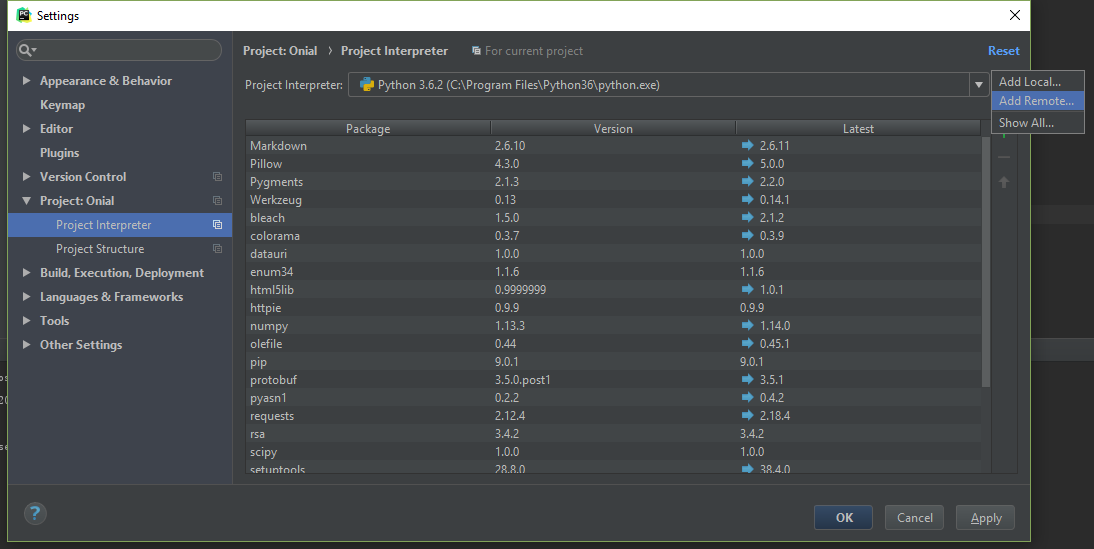 PC
Settings
Project: Onial › Project Interpreter For current project Reset
Project Interpreter: Python 3.6.2 (C:\Program Files\Python36\python.exe)
Add Local...
Add Remote...
Show All...
Appearance & Behavior
Keymap
Editor
Plugins
Version Control
Project: Onial
Project Interpreter
Project Structure
Build, Execution, Deployment
Languages & Frameworks
Tools
Other Settings
Package Version Latest
Markdown 2.6.10 2.6.11
Pillow 4.3.0 5.0.0
Pygments 2.1.3 2.2.0
Werkzeug 0.13 0.14.1
bleach 1.5.0 2.1.2
colorama 0.3.7 0.3.9
datauri 1.0.0 1.0.0
enum34 1.1.6 1.1.6
html5lib 0.9999999 1.0.1
httpie 0.9.9 0.9.9
numpy 1.13.3 1.14.0
olefile 0.44 0.45.1
pip 9.0.1 9.0.1
protobuf 3.5.0.post1 3.5.1
pyasn1 0.2.2 0.4.2
requests 2.12.4 2.18.4
rsa 3.4.2 3.4.2
scipy 1.0.0 1.0.0
setuptools 28.8.0 38.4.0
?
OK Cancel Apply